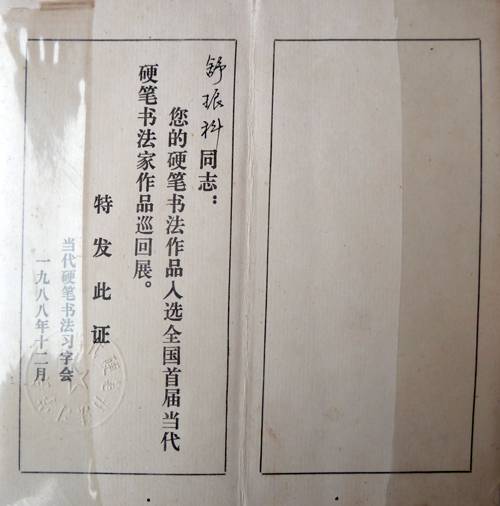 舒振科同志：
您的硬笔书法作品入选全国首届当代
硬笔书法家作品巡回展。
特发此证
当代硬笔书法习字会
一九八八年十二月